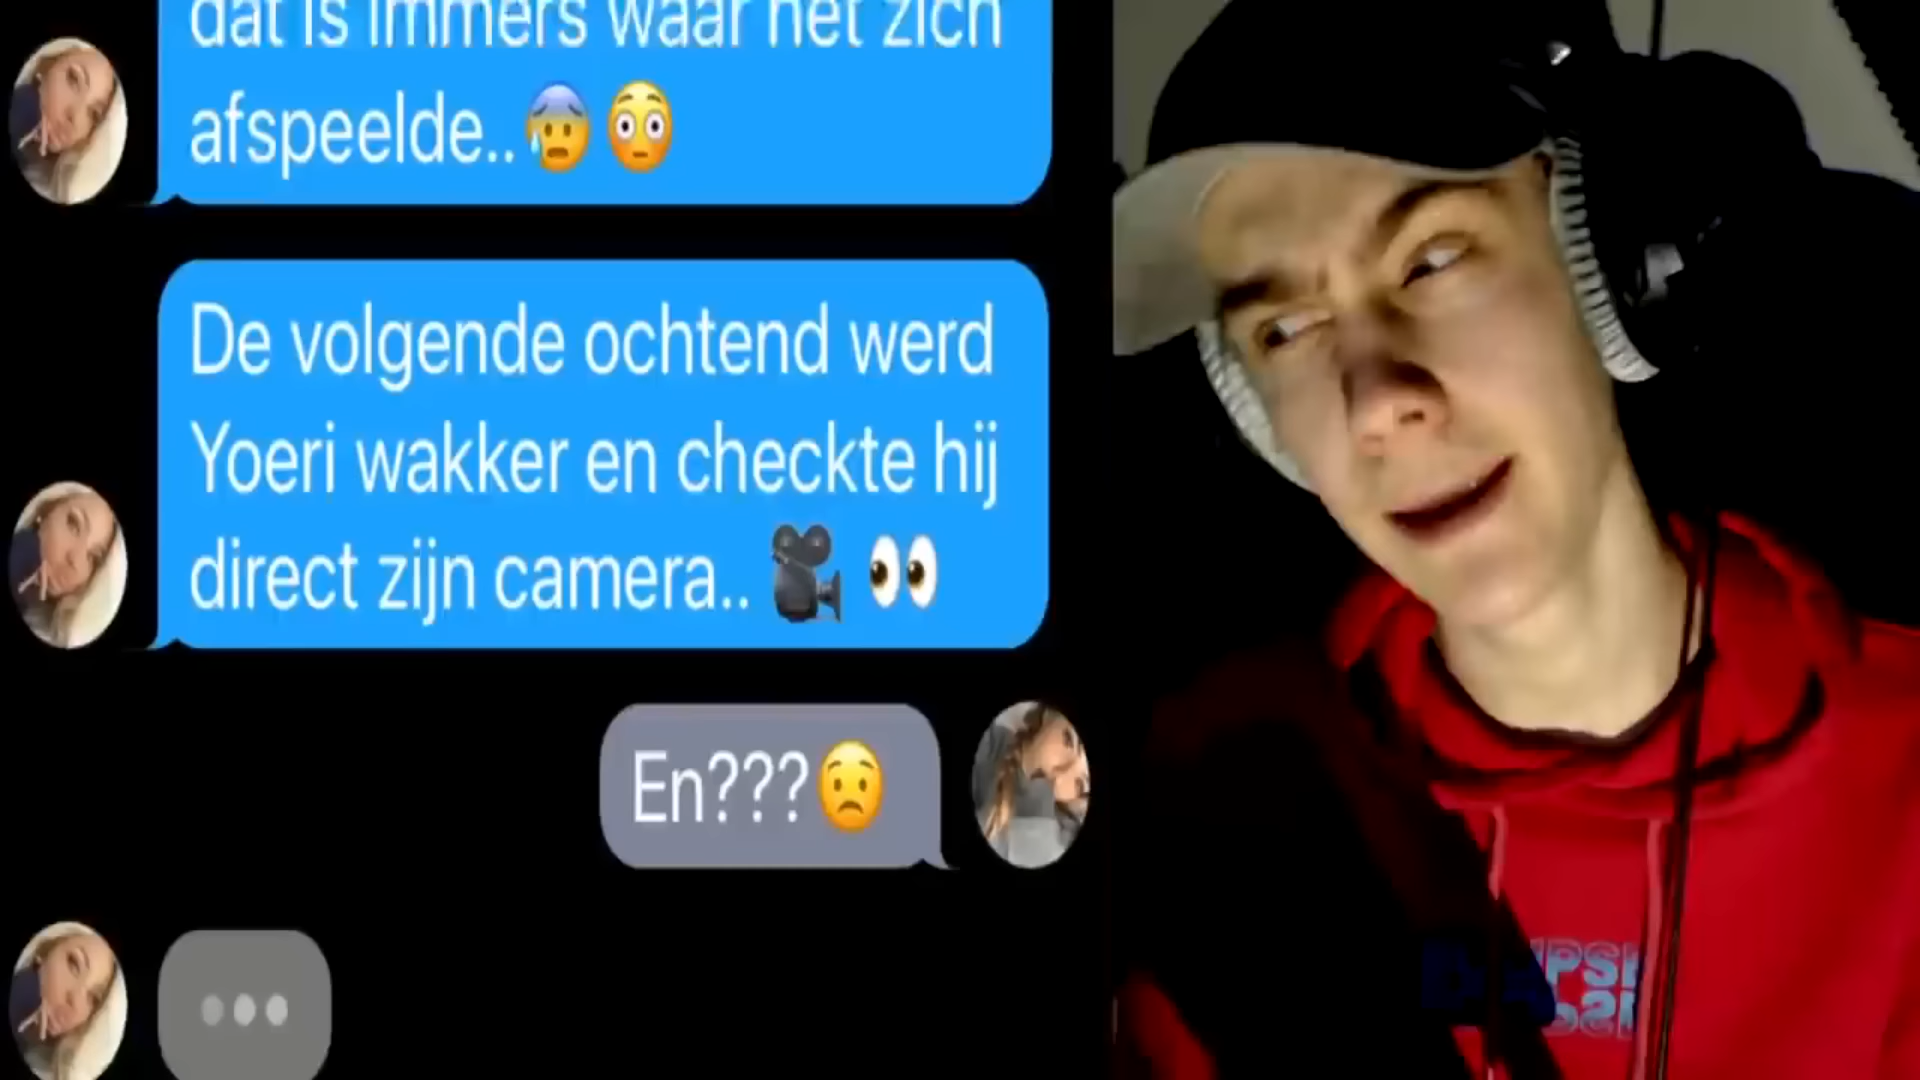 dat is immers waar het zich
afspeelde..😰😳
De volgende ochtend werd
Yoeri wakker en checkte hij
direct zijn camera.. 🎥 👀
En???😟